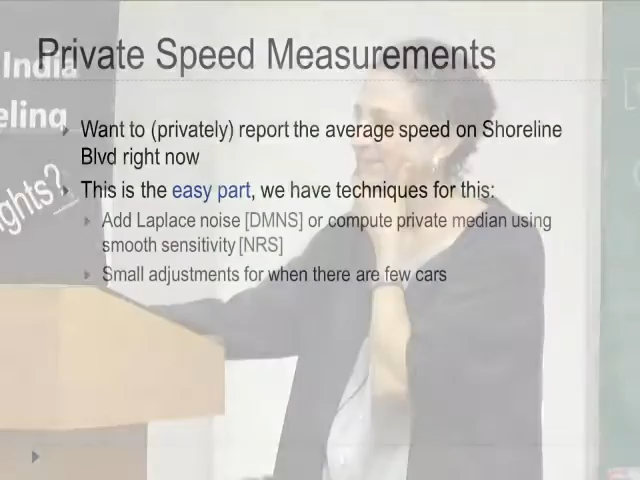 Private Speed Measurements
India
eling
ghts?
Want to (privately) report the average speed on Shoreline
Blvd right now
This is the easy part, we have techniques for this:
Add Laplace noise [DMNS] or compute private median using
smooth sensitivity [NRS]
Small adjustments for when there are few cars